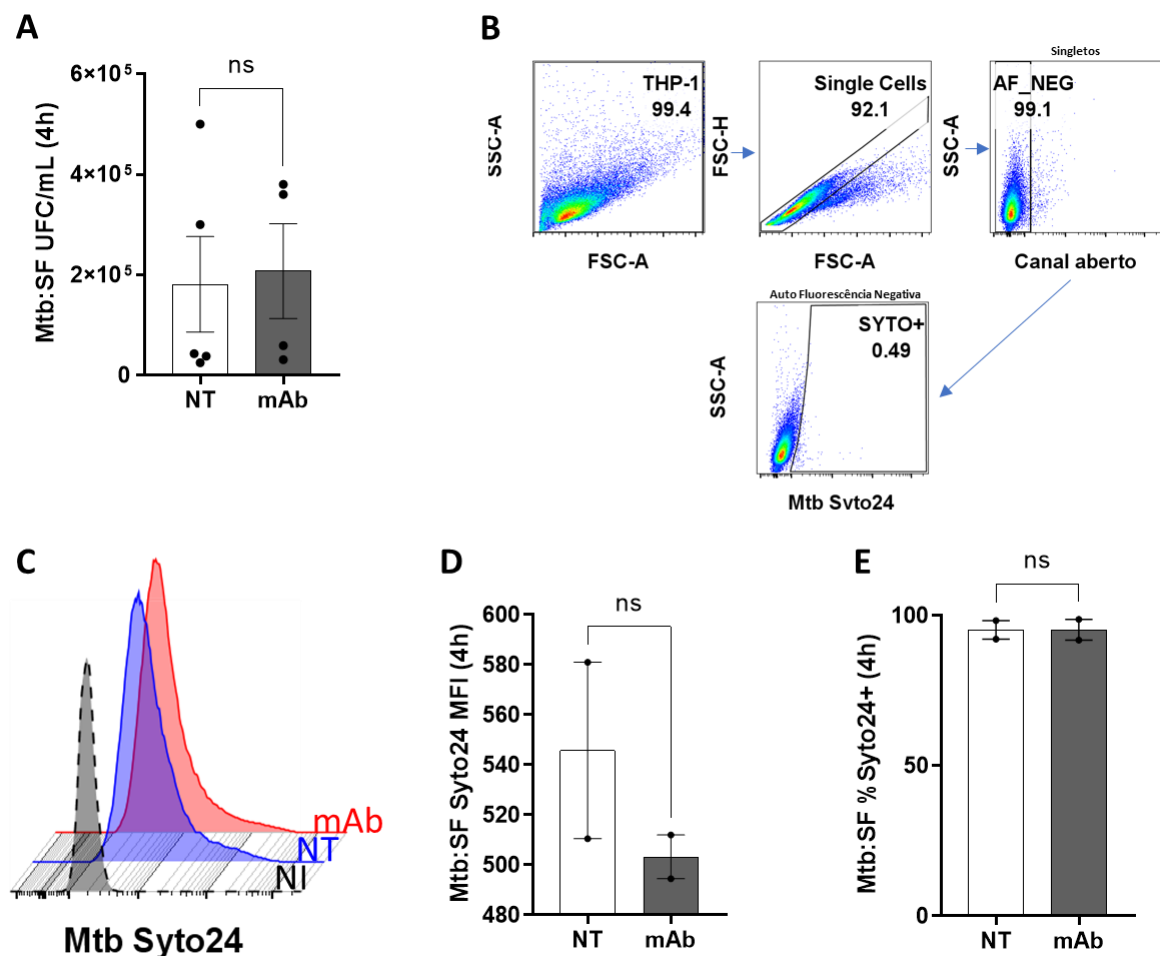 A
6×10⁵
4×10⁵
2×10⁵
0
Mtb:SF UFC/mL (4h)
ns
NT
mAb
B
THP-1
99.4
SSC-A
FSC-A
Single Cells
92.1
FSC-H
FSC-A
Singletos
AF_NEG
99.1
SSC-A
Canal aberto
Auto Fluorescência Negativa
SYTO+
0.49
SSC-A
Mtb Syto24
C
mAb
NT
NI
Mtb Syto24
D
600
580
560
540
520
500
480
Mtb:SF Syto24 MFI (4h)
ns
NT
mAb
E
100
50
0
Mtb:SF % Syto24+ (4h)
ns
NT
mAb